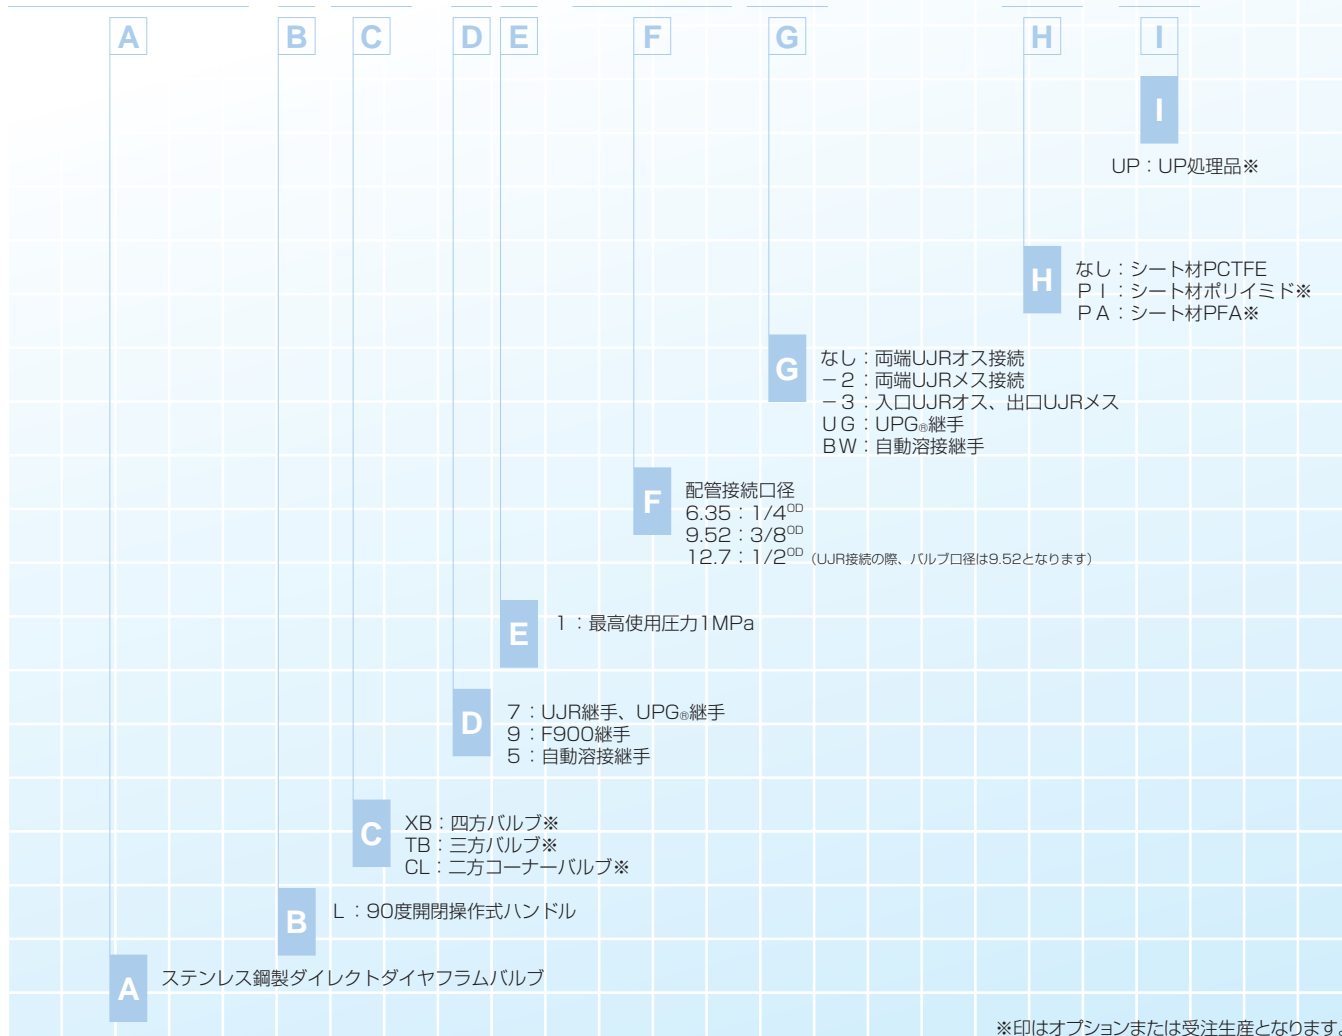 A B C D E F G H I
I
UP：UP処理品※
H
なし：シート材PCTFE
ＰＩ：シート材ポリイミド※
ＰＡ：シート材PFA※
G
なし：両端UJRオス接続
－２：両端UJRメス接続
－３：入口UJRオス、出口UJRメス
ＵＧ：UPG®継手
ＢＷ：自動溶接継手
F
配管接続口径
6.35：1/4OD
9.52：3/8OD
12.7：1/2OD（UJR接続の際、バルブ口径は9.52となります）
E
1：最高使用圧力1MPa
D
7：UJR継手、UPG®継手
9：F900継手
5：自動溶接継手
C
XB：四方バルブ※
TB：三方バルブ※
CL：二方コーナーバルブ※
B
L：90度開閉操作式ハンドル
A
ステンレス鋼製ダイレクトダイヤフラムバルブ
※印はオプションまたは受注生産となります。